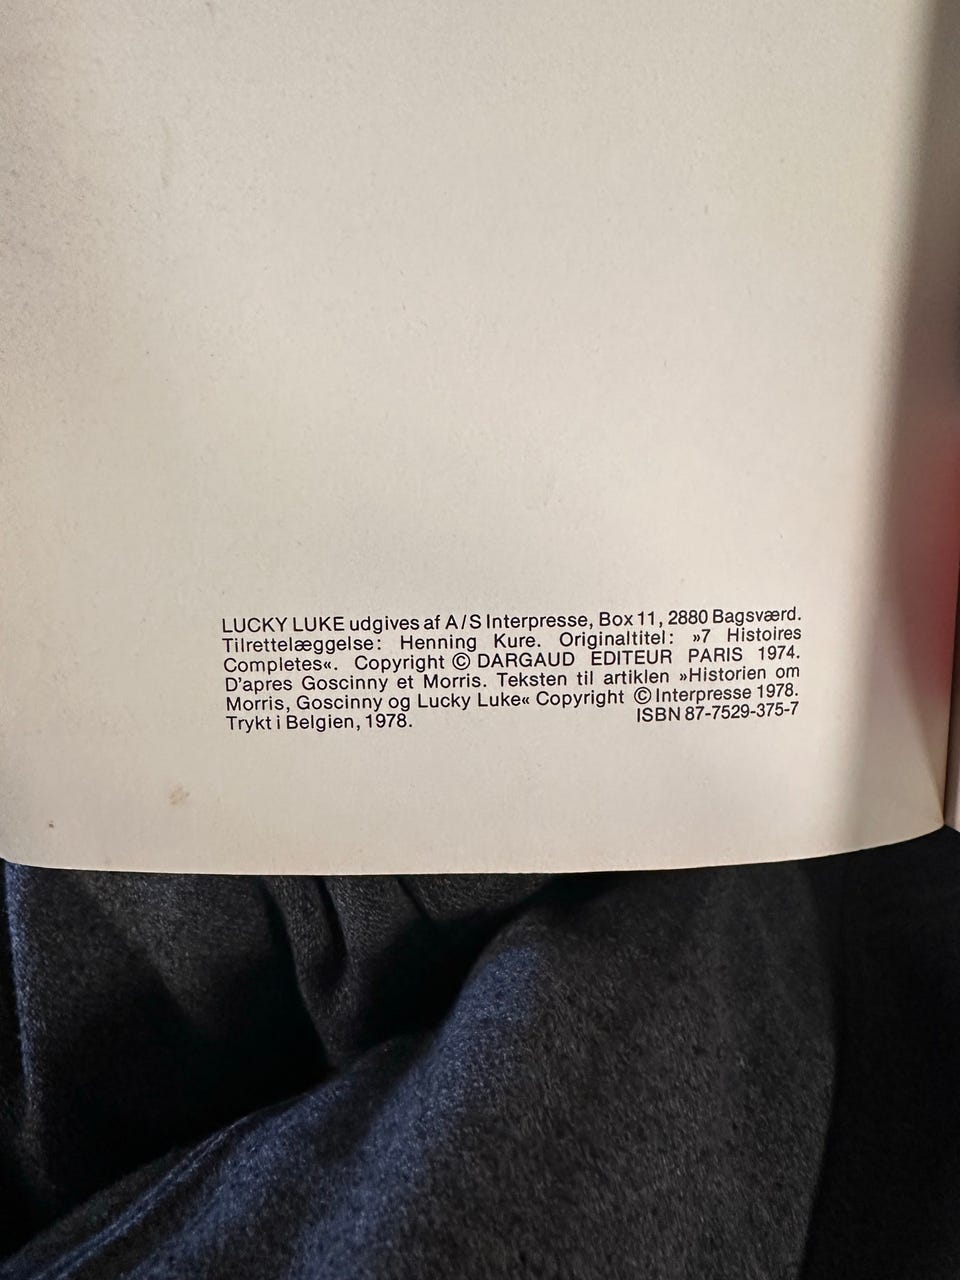 LUCKY LUKE udgives af A/S Interpresse, Box 11, 2880 Bagsværd.
Tilrettelæggelse: Henning Kure. Originaltitel: »7 Histoires
Completes«. Copyright © DARGAUD EDITEUR PARIS 1974.
D'apres Goscinny et Morris. Teksten til artiklen »Historien om
Morris, Goscinny og Lucky Luke« Copyright © Interpresse 1978.
Trykt i Belgien, 1978. ISBN 87-7529-375-7